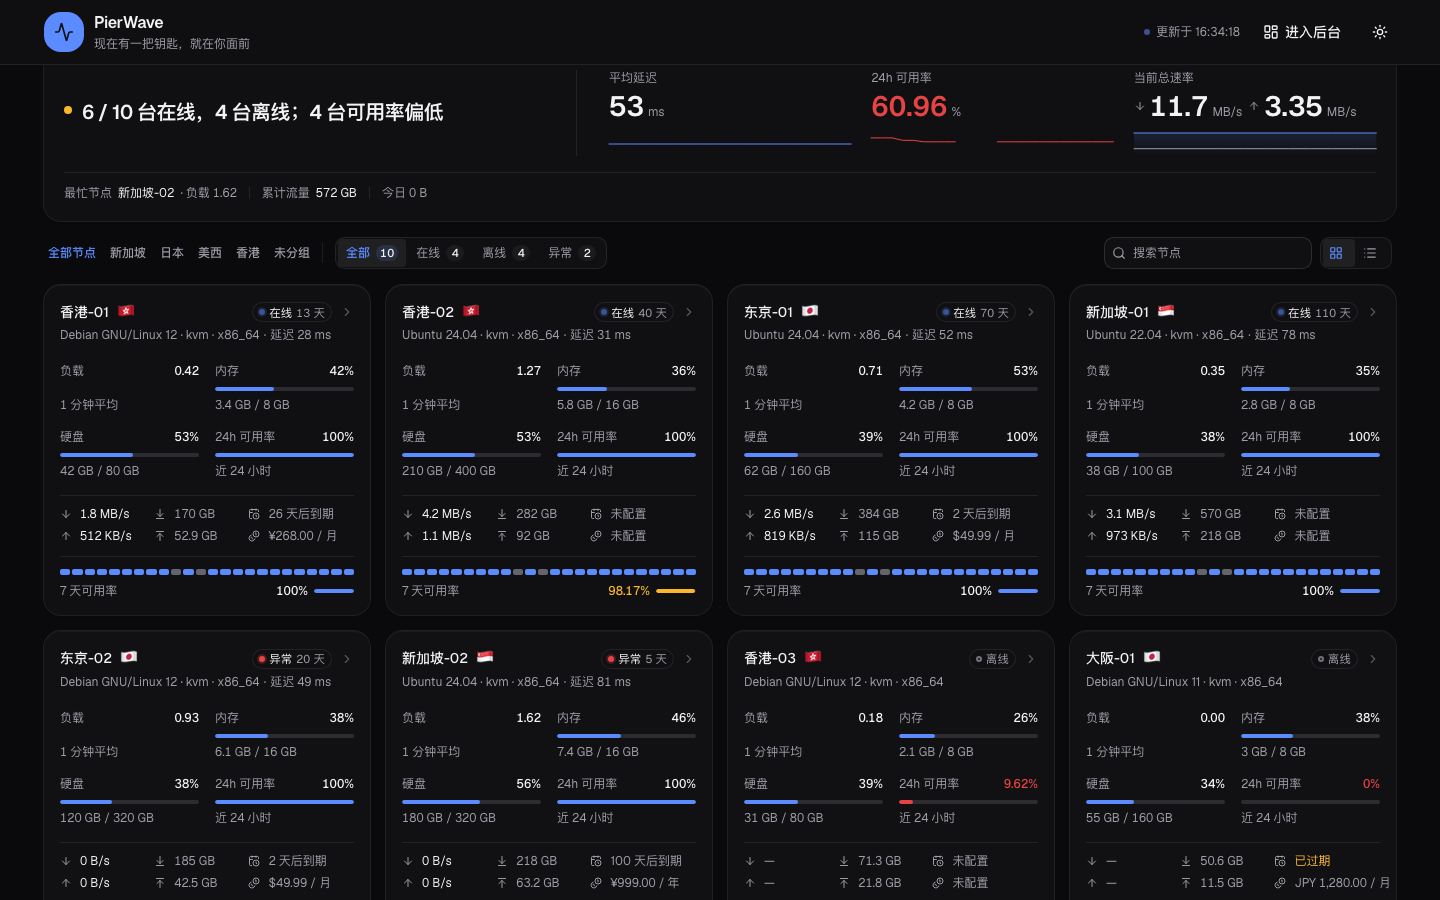 PierWave
现在有一把钥匙，就在你面前
更新于 16:34:18
进入后台
6 / 10 台在线，4 台离线；4 台可用率偏低
平均延迟
53 ms
24h 可用率
60.96 %
当前总速率
11.7 MB/s 3.35 MB/s
最忙节点 新加坡-02 · 负载 1.62 累计流量 572 GB 今日 0 B
全部节点 新加坡 日本 美西 香港 未分组 全部 10 在线 4 离线 4 异常 2 搜索节点
香港-01 在线 13 天
Debian GNU/Linux 12 · kvm · x86_64 · 延迟 28 ms
负载 0.42 内存 42%
1 分钟平均 3.4 GB / 8 GB
硬盘 53% 24h 可用率 100%
42 GB / 80 GB 近 24 小时
1.8 MB/s 170 GB 26 天后到期
512 KB/s 52.9 GB ¥268.00 / 月
7 天可用率 100%
香港-02 在线 40 天
Ubuntu 24.04 · kvm · x86_64 · 延迟 31 ms
负载 1.27 内存 36%
1 分钟平均 5.8 GB / 16 GB
硬盘 53% 24h 可用率 100%
210 GB / 400 GB 近 24 小时
4.2 MB/s 282 GB 未配置
1.1 MB/s 92 GB 未配置
7 天可用率 98.17%
东京-01 在线 70 天
Ubuntu 24.04 · kvm · x86_64 · 延迟 52 ms
负载 0.71 内存 53%
1 分钟平均 4.2 GB / 8 GB
硬盘 39% 24h 可用率 100%
62 GB / 160 GB 近 24 小时
2.6 MB/s 384 GB 2 天后到期
819 KB/s 115 GB $49.99 / 月
7 天可用率 100%
新加坡-01 在线 110 天
Ubuntu 22.04 · kvm · x86_64 · 延迟 78 ms
负载 0.35 内存 35%
1 分钟平均 2.8 GB / 8 GB
硬盘 38% 24h 可用率 100%
38 GB / 100 GB 近 24 小时
3.1 MB/s 570 GB 未配置
973 KB/s 218 GB 未配置
7 天可用率 100%
东京-02 异常 20 天
Debian GNU/Linux 12 · kvm · x86_64 · 延迟 49 ms
负载 0.93 内存 38%
1 分钟平均 6.1 GB / 16 GB
硬盘 38% 24h 可用率 100%
120 GB / 320 GB 近 24 小时
0 B/s 185 GB 2 天后到期
0 B/s 42.5 GB $49.99 / 月
新加坡-02 异常 5 天
Ubuntu 24.04 · kvm · x86_64 · 延迟 81 ms
负载 1.62 内存 46%
1 分钟平均 7.4 GB / 16 GB
硬盘 56% 24h 可用率 100%
180 GB / 320 GB 近 24 小时
0 B/s 218 GB 100 天后到期
0 B/s 63.2 GB ¥999.00 / 年
香港-03 离线
Debian GNU/Linux 12 · kvm · x86_64
负载 0.18 内存 26%
1 分钟平均 2.1 GB / 8 GB
硬盘 39% 24h 可用率 9.62%
31 GB / 80 GB 近 24 小时
— 71.3 GB 未配置
— 21.8 GB 未配置
大阪-01 离线
Debian GNU/Linux 11 · kvm · x86_64
负载 0.00 内存 38%
1 分钟平均 3 GB / 8 GB
硬盘 34% 24h 可用率 0%
55 GB / 160 GB 近 24 小时
— 50.6 GB 已过期
— 11.5 GB JPY 1,280.00 / 月